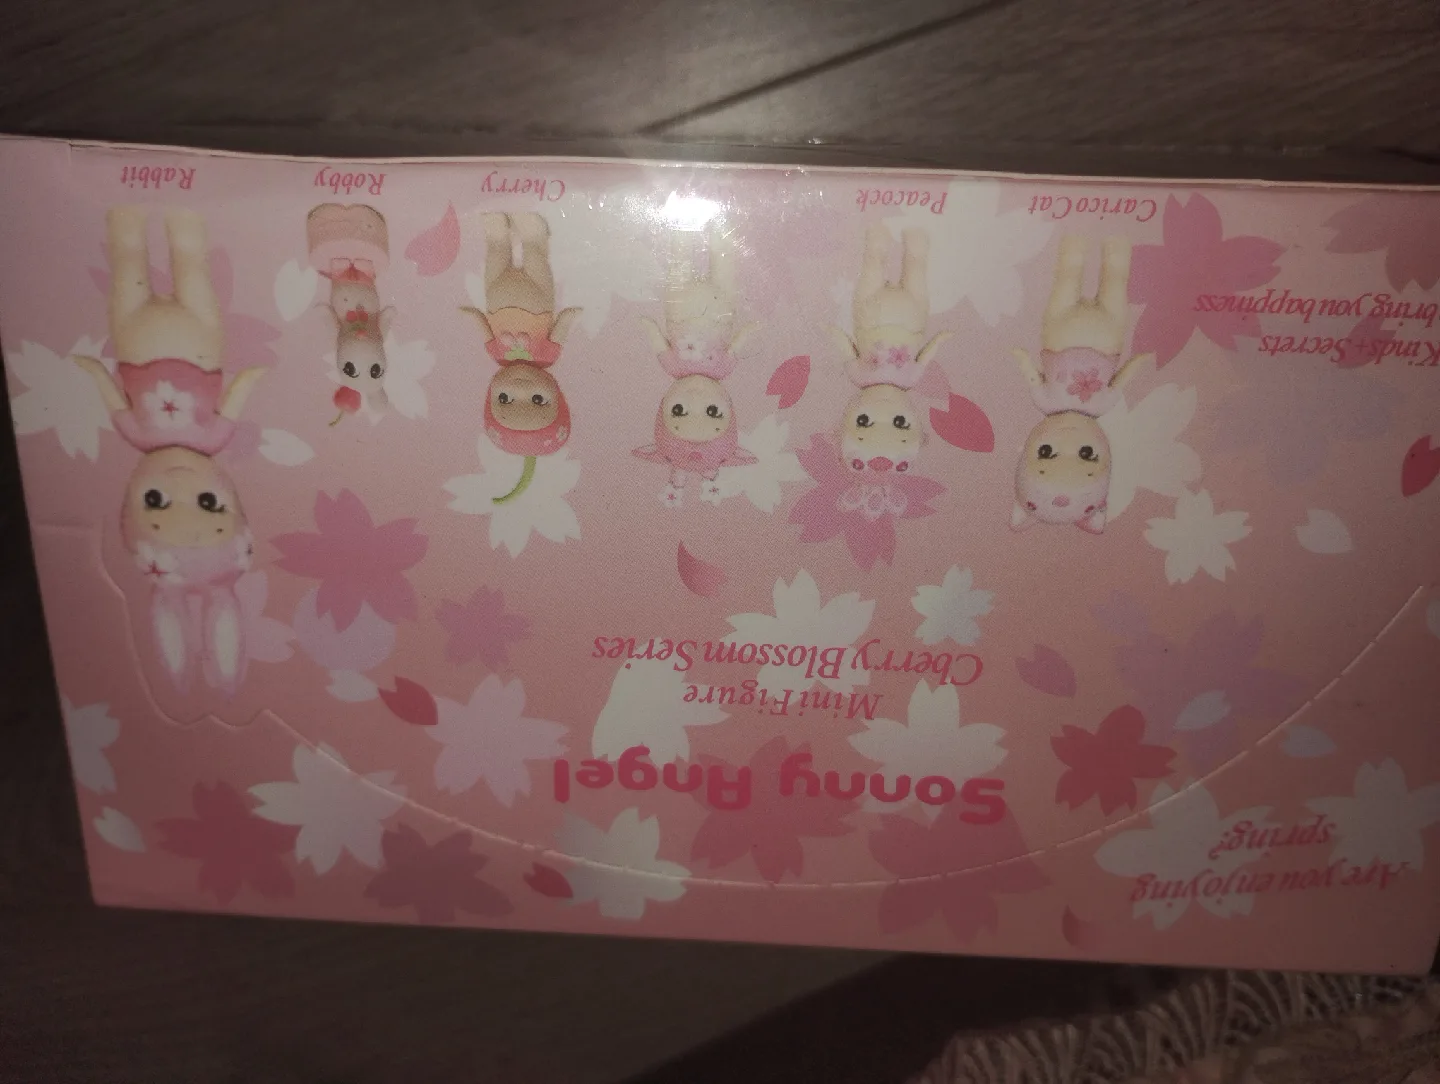 Are you enjoying
spring?
Sonny Angel
Mini Figure
Cherry Blossom Series
Kinds+Secrets
bring you happiness
Carico Cat
Peacock
Cherry
Robby
Rabbit